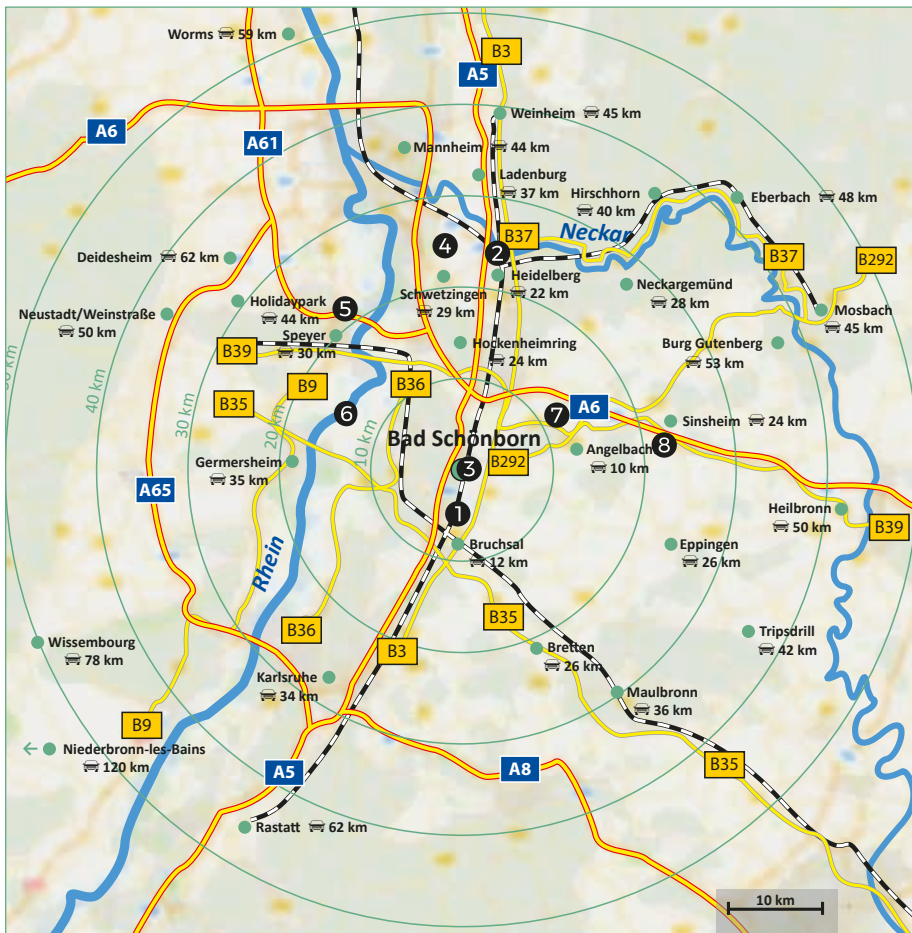 Worms 59 km
B3
A5
A6
A61
Weinheim 45 km
Mannheim 44 km
Ladenburg
37 km
Hirschhorn
40 km
Eberbach 48 km
B37
Neckar
4
2
Deidesheim 62 km
B37
B292
Heidelberg
22 km
Schwetzingen
29 km
Neckargemünd
28 km
Holidaypark
44 km
5
Neustadt/Weinstraße
50 km
Mosbach
45 km
Speyer
30 km
Hockenheimring
24 km
Burg Gutenberg
53 km
B39
B9
B36
B35
40 km
30 km
20 km
10 km
6
7
A6
Sinsheim 24 km
8
Bad Schönborn
Angelbach
10 km
B292
3
Germersheim
35 km
A65
1
Heilbronn
50 km
B39
Bruchsal
12 km
Eppingen
26 km
Rhein
B36
B35
B3
Tripsdrill
42 km
Wissembourg
78 km
Bretten
26 km
Karlsruhe
34 km
Maulbronn
36 km
B9
← Niederbronn-les-Bains
120 km
A5
A8
B35
Rastatt 62 km
10 km